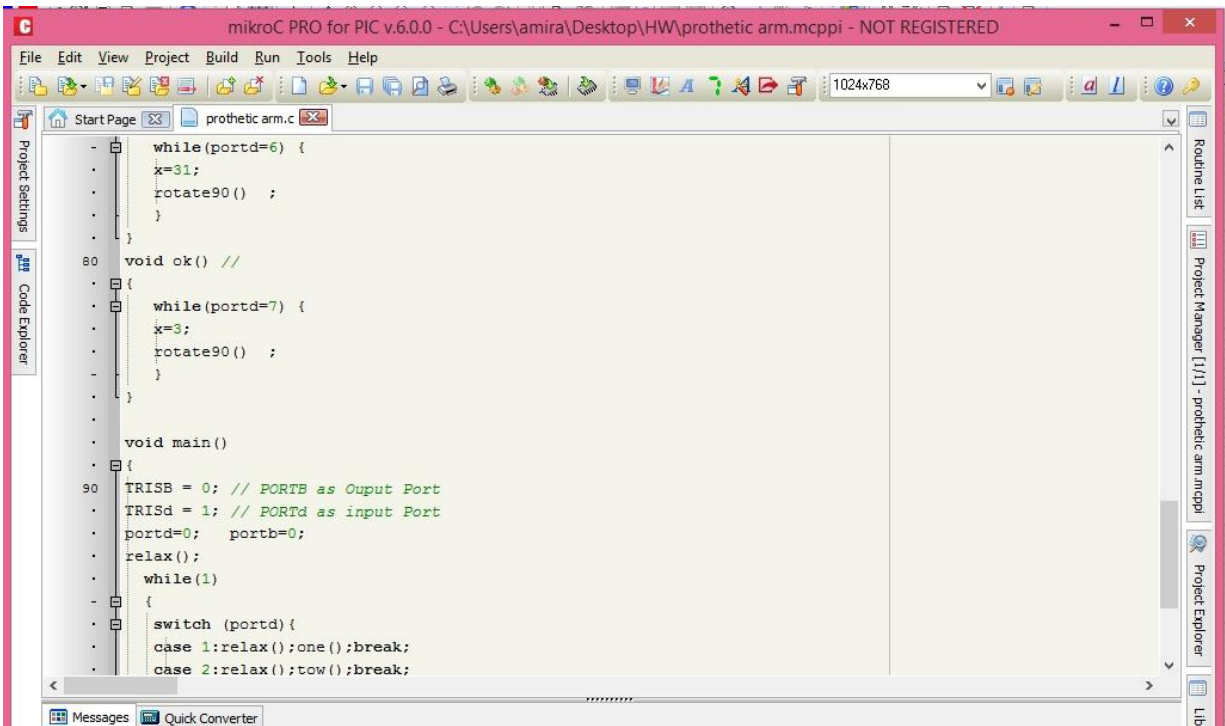 mikroC PRO for PIC v.6.0.0 - C:\Users\amira\Desktop\HW\prothetic arm.mcppi - NOT REGISTERED
File Edit View Project Build Run Tools Help
1024x768
Start Page prothetic arm.c
Project Settings
Code Explorer
while(portd=6) {
x=31;
rotate90() ;
}
}
80 void ok() //
{
while(portd=7) {
x=3;
rotate90() ;
}
}
void main()
{
90 TRISB = 0; // PORTB as Ouput Port
TRISd = 1; // PORTd as input Port
portd=0; portb=0;
relax();
while(1)
{
switch (portd){
case 1:relax();one();break;
case 2:relax();tow();break;
Routine List
Project Manager [1/1] - prothetic arm.mcppi
Project Explorer
Lib
Messages Quick Converter